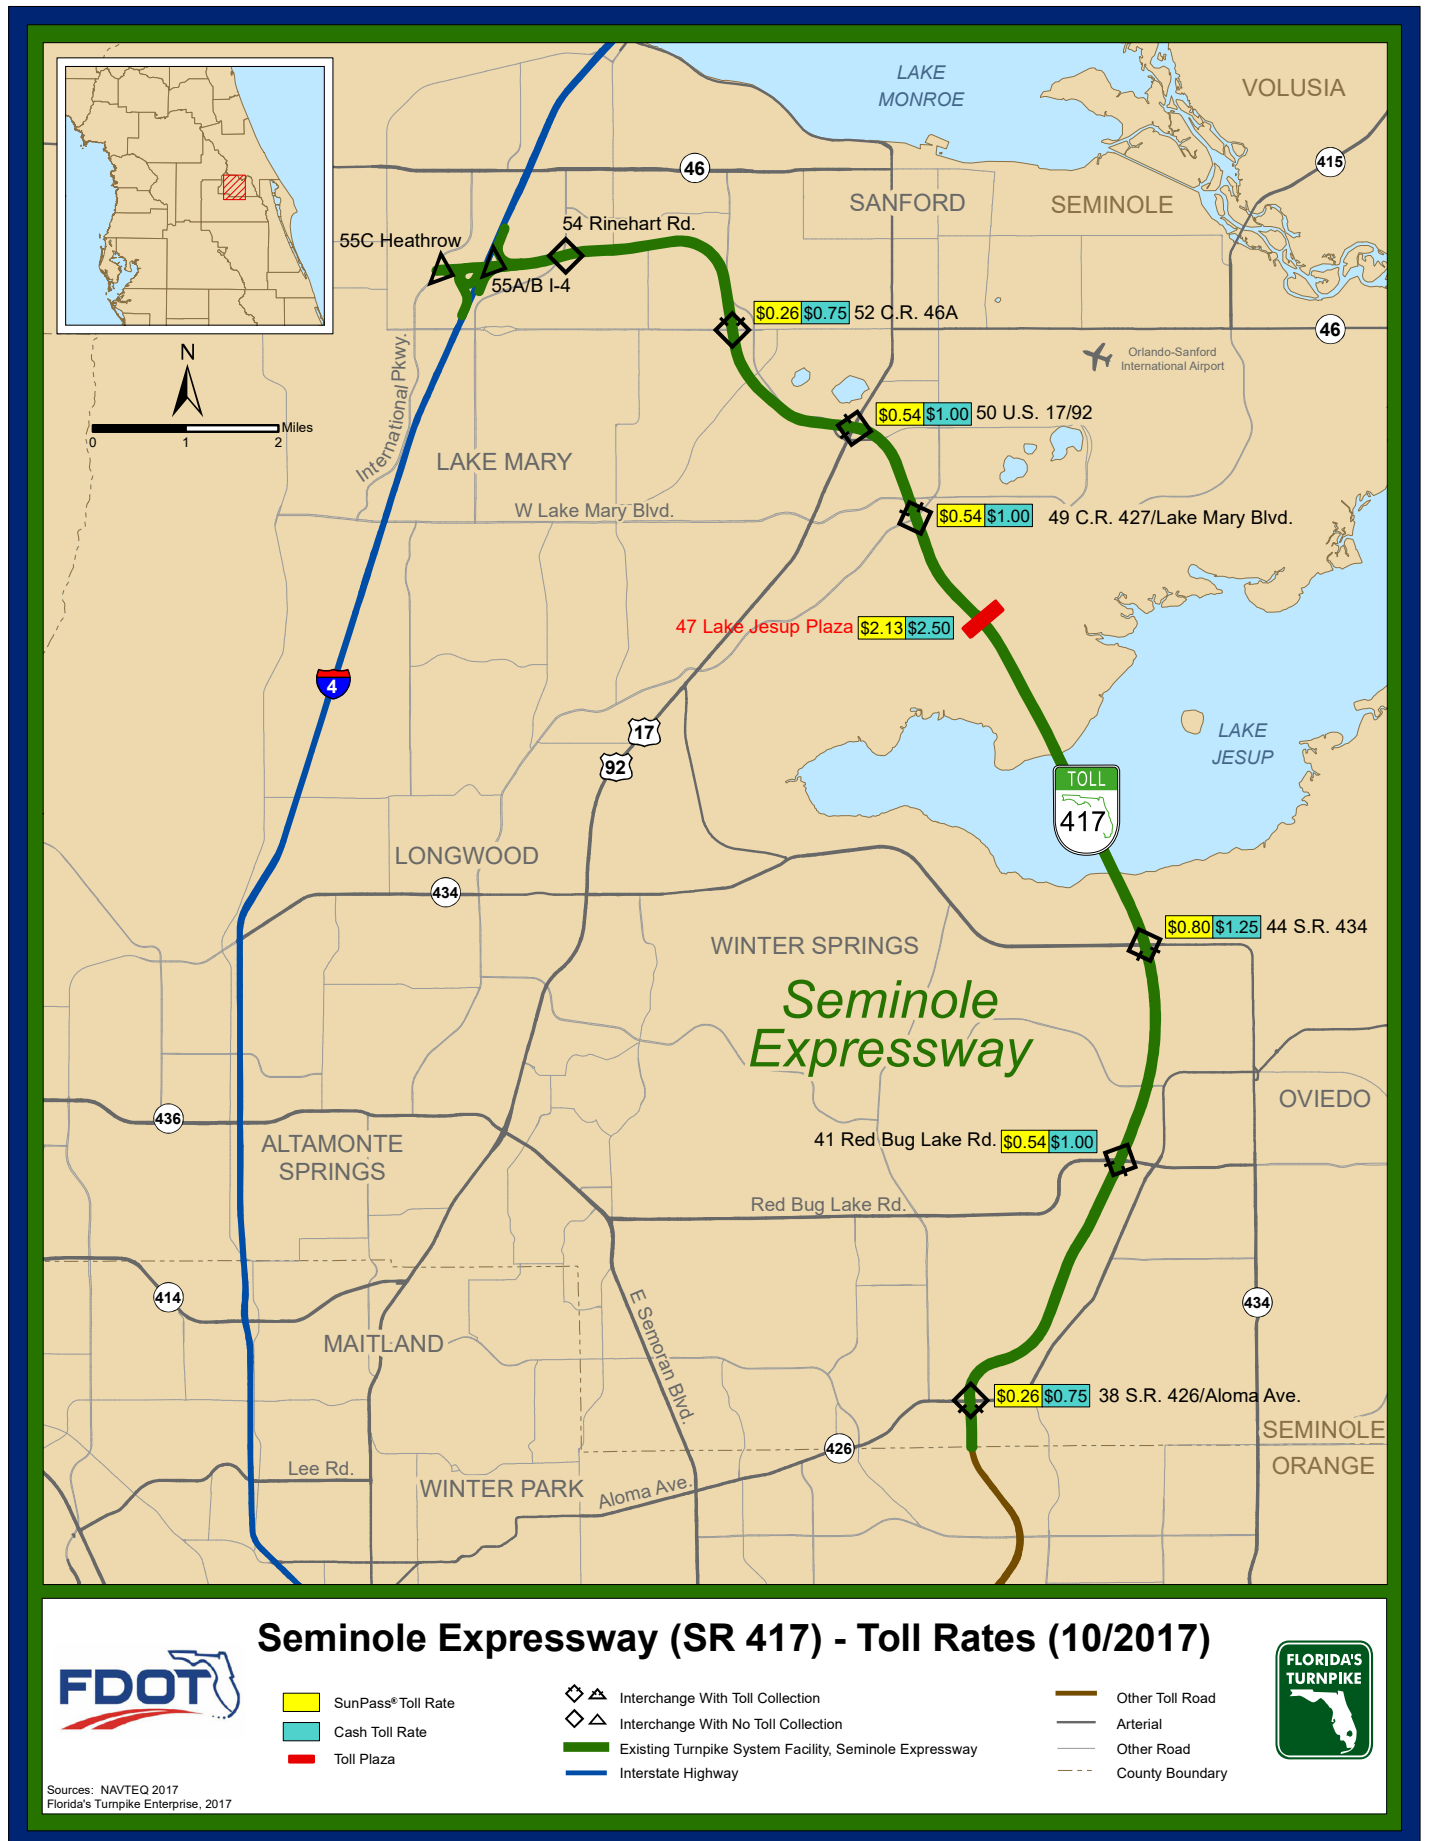 LAKE
MONROE
VOLUSIA
415
46
SANFORD
SEMINOLE
54 Rinehart Rd.
55C Heathrow
55A/B I-4
$0.26 $0.75 52 C.R. 46A
46
Orlando-Sanford
International Airport
N
Miles
0 1 2
International Pkwy.
$0.54 $1.00 50 U.S. 17/92
LAKE MARY
W Lake Mary Blvd.
$0.54 $1.00 49 C.R. 427/Lake Mary Blvd.
47 Lake Jesup Plaza $2.13 $2.50
4
17
92
LAKE
JESUP
TOLL
417
LONGWOOD
434
$0.80 $1.25 44 S.R. 434
WINTER SPRINGS
Seminole
Expressway
OVIEDO
436
ALTAMONTE
SPRINGS
41 Red Bug Lake Rd. $0.54 $1.00
Red Bug Lake Rd.
414
434
E Semoran Blvd.
MAITLAND
$0.26 $0.75 38 S.R. 426/Aloma Ave.
SEMINOLE
426
ORANGE
Lee Rd.
WINTER PARK
Aloma Ave.
Seminole Expressway (SR 417) - Toll Rates (10/2017)
FDOT
SunPass® Toll Rate
Cash Toll Rate
Toll Plaza
Interchange With Toll Collection
Interchange With No Toll Collection
Existing Turnpike System Facility, Seminole Expressway
Interstate Highway
Other Toll Road
Arterial
Other Road
County Boundary
FLORIDA'S
TURNPIKE
Sources: NAVTEQ 2017
Florida's Turnpike Enterprise, 2017